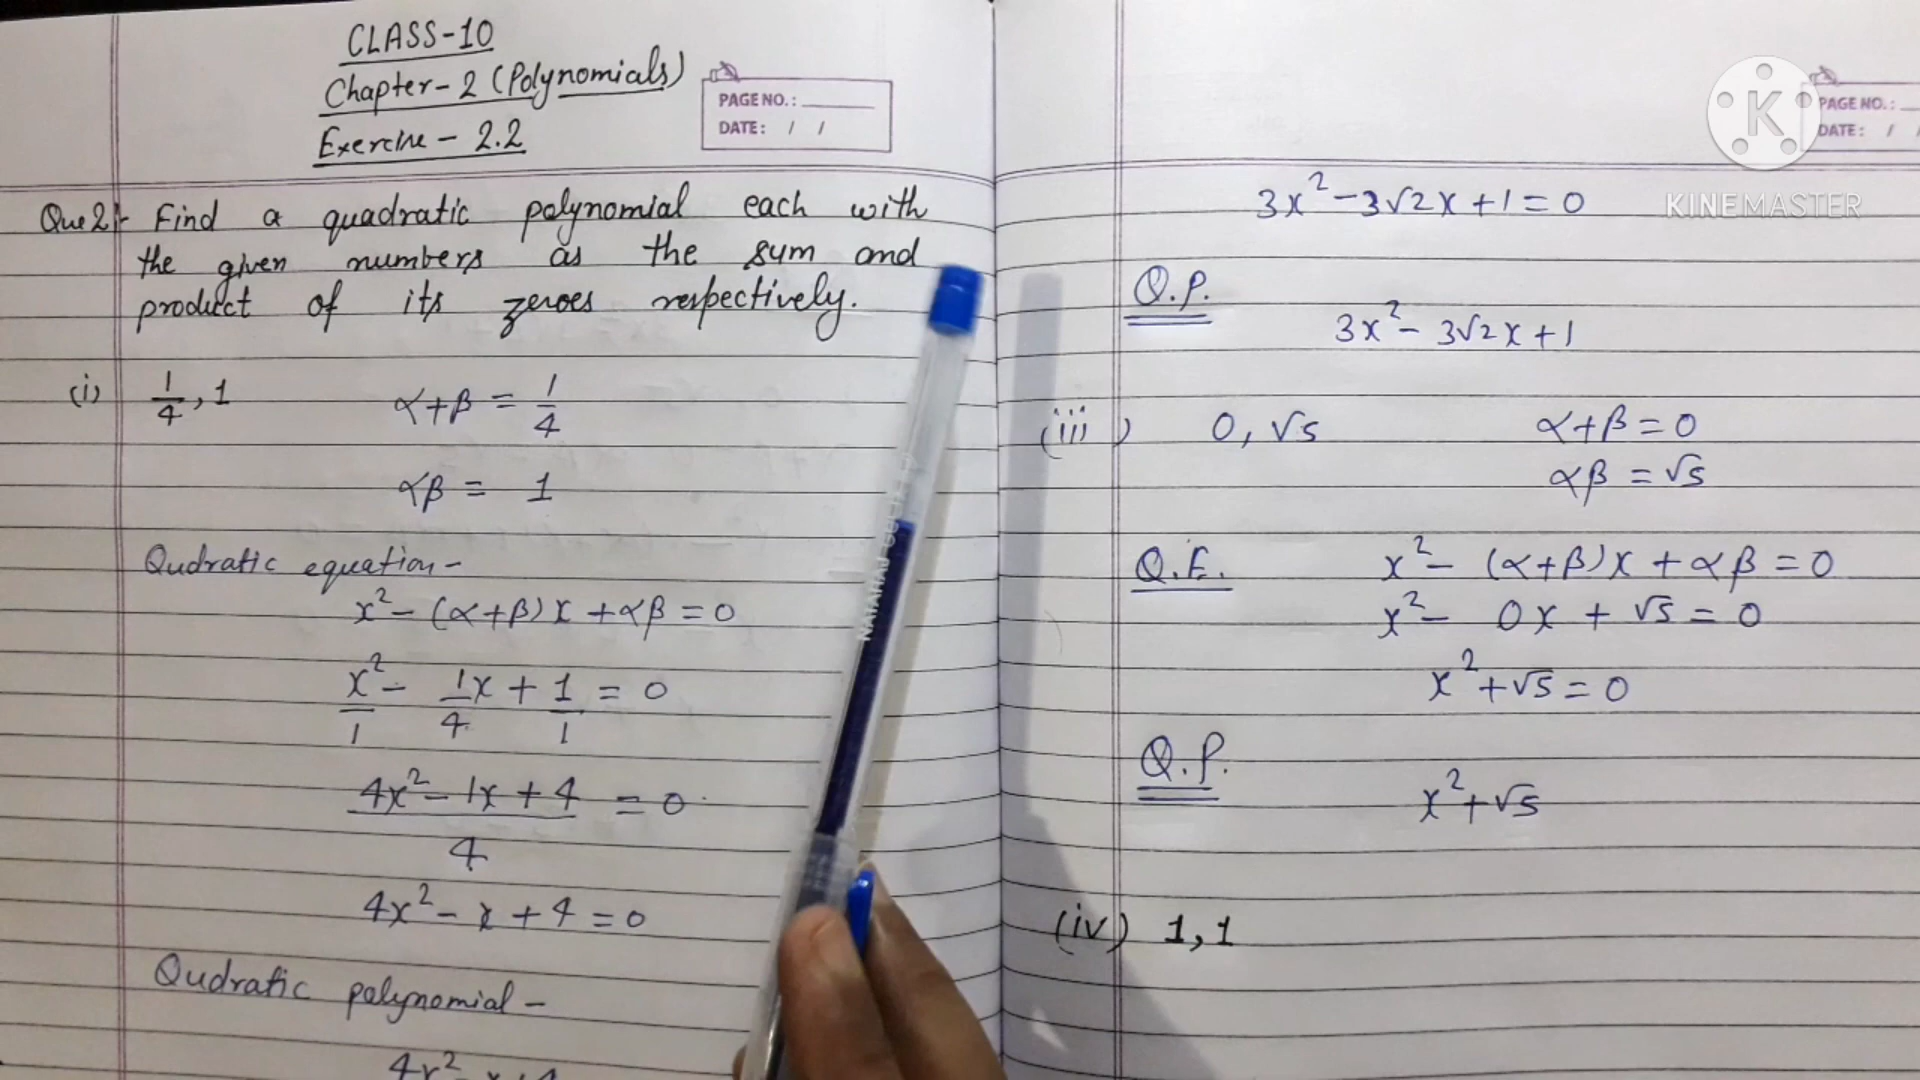 CLASS-10
Chapter-2 (Polynomials)
Exercise - 2.2
PAGE NO.:
DATE: / /
Que2:- Find a quadratic polynomial each with
the given numbers as the sum and
product of its zeroes respectively.
(i) 1/4, 1
α+β = 1/4
αβ = 1
Qudratic equation-
x² - (α+β)x + αβ = 0
x²/1 - 1x/4 + 1/1 = 0
4x² - 1x + 4 / 4 = 0
4x² - x + 4 = 0
Qudratic polynomial -
NATARAJ
PAGE NO.:
DATE: / /
K
KINEMASTER
3x² - 3√2x + 1 = 0
Q.P.
3x² - 3√2x + 1
(iii) 0, √5
α+β = 0
αβ = √5
Q.E. x² - (α+β)x + αβ = 0
x² - 0x + √5 = 0
x² + √5 = 0
Q.P.
x² + √5
(iv) 1, 1